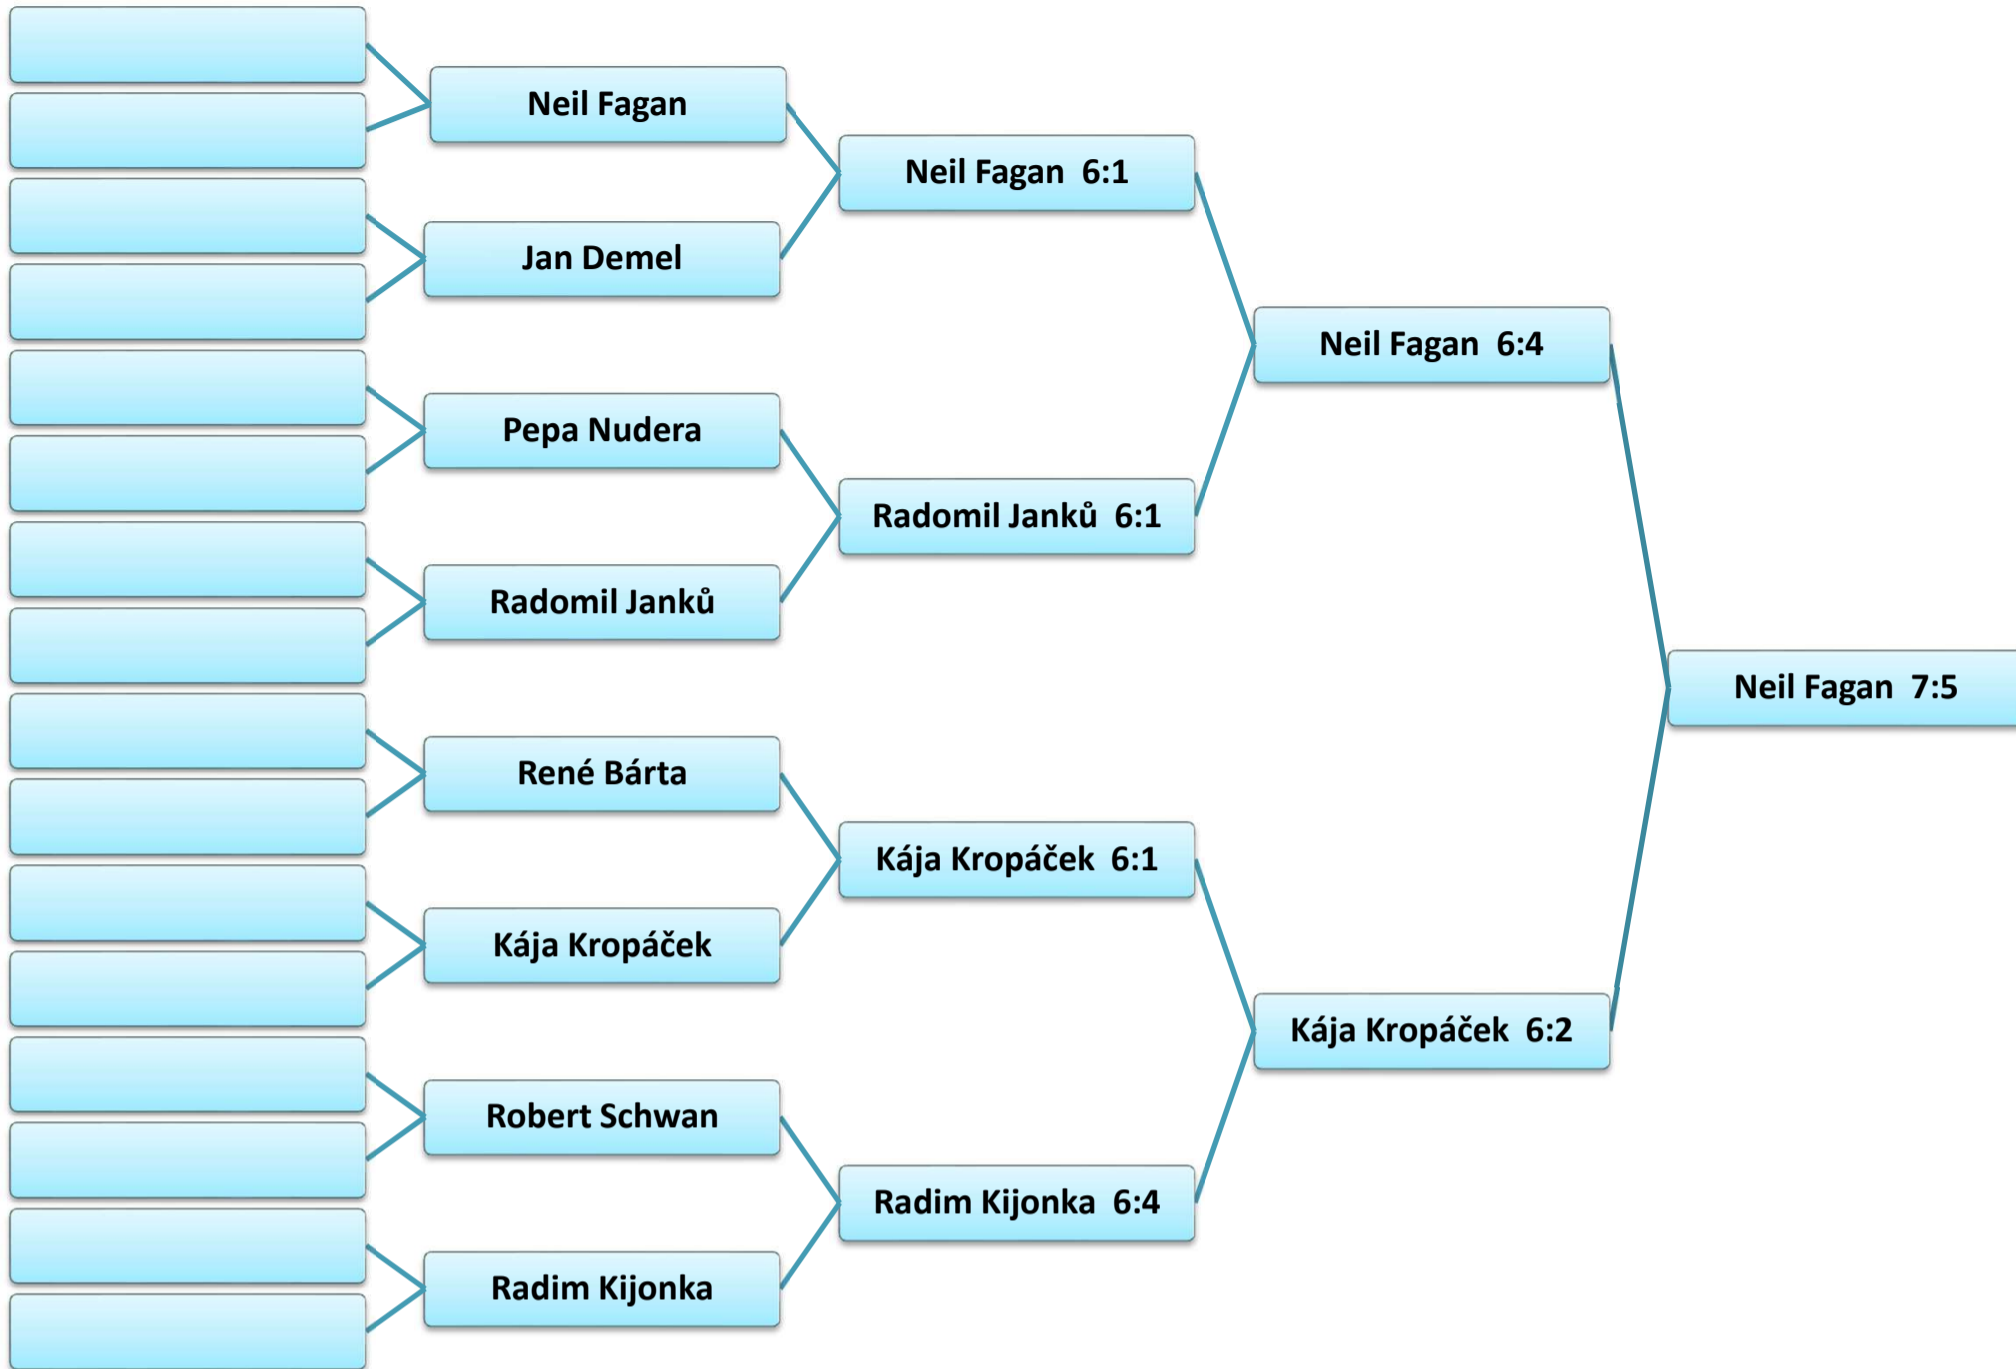 Neil Fagan
Jan Demel
Pepa Nudera
Radomil Janků
René Bárta
Kája Kropáček
Robert Schwan
Radim Kijonka
Neil Fagan 6:1
Radomil Janků 6:1
Kája Kropáček 6:1
Radim Kijonka 6:4
Neil Fagan 6:4
Kája Kropáček 6:2
Neil Fagan 7:5